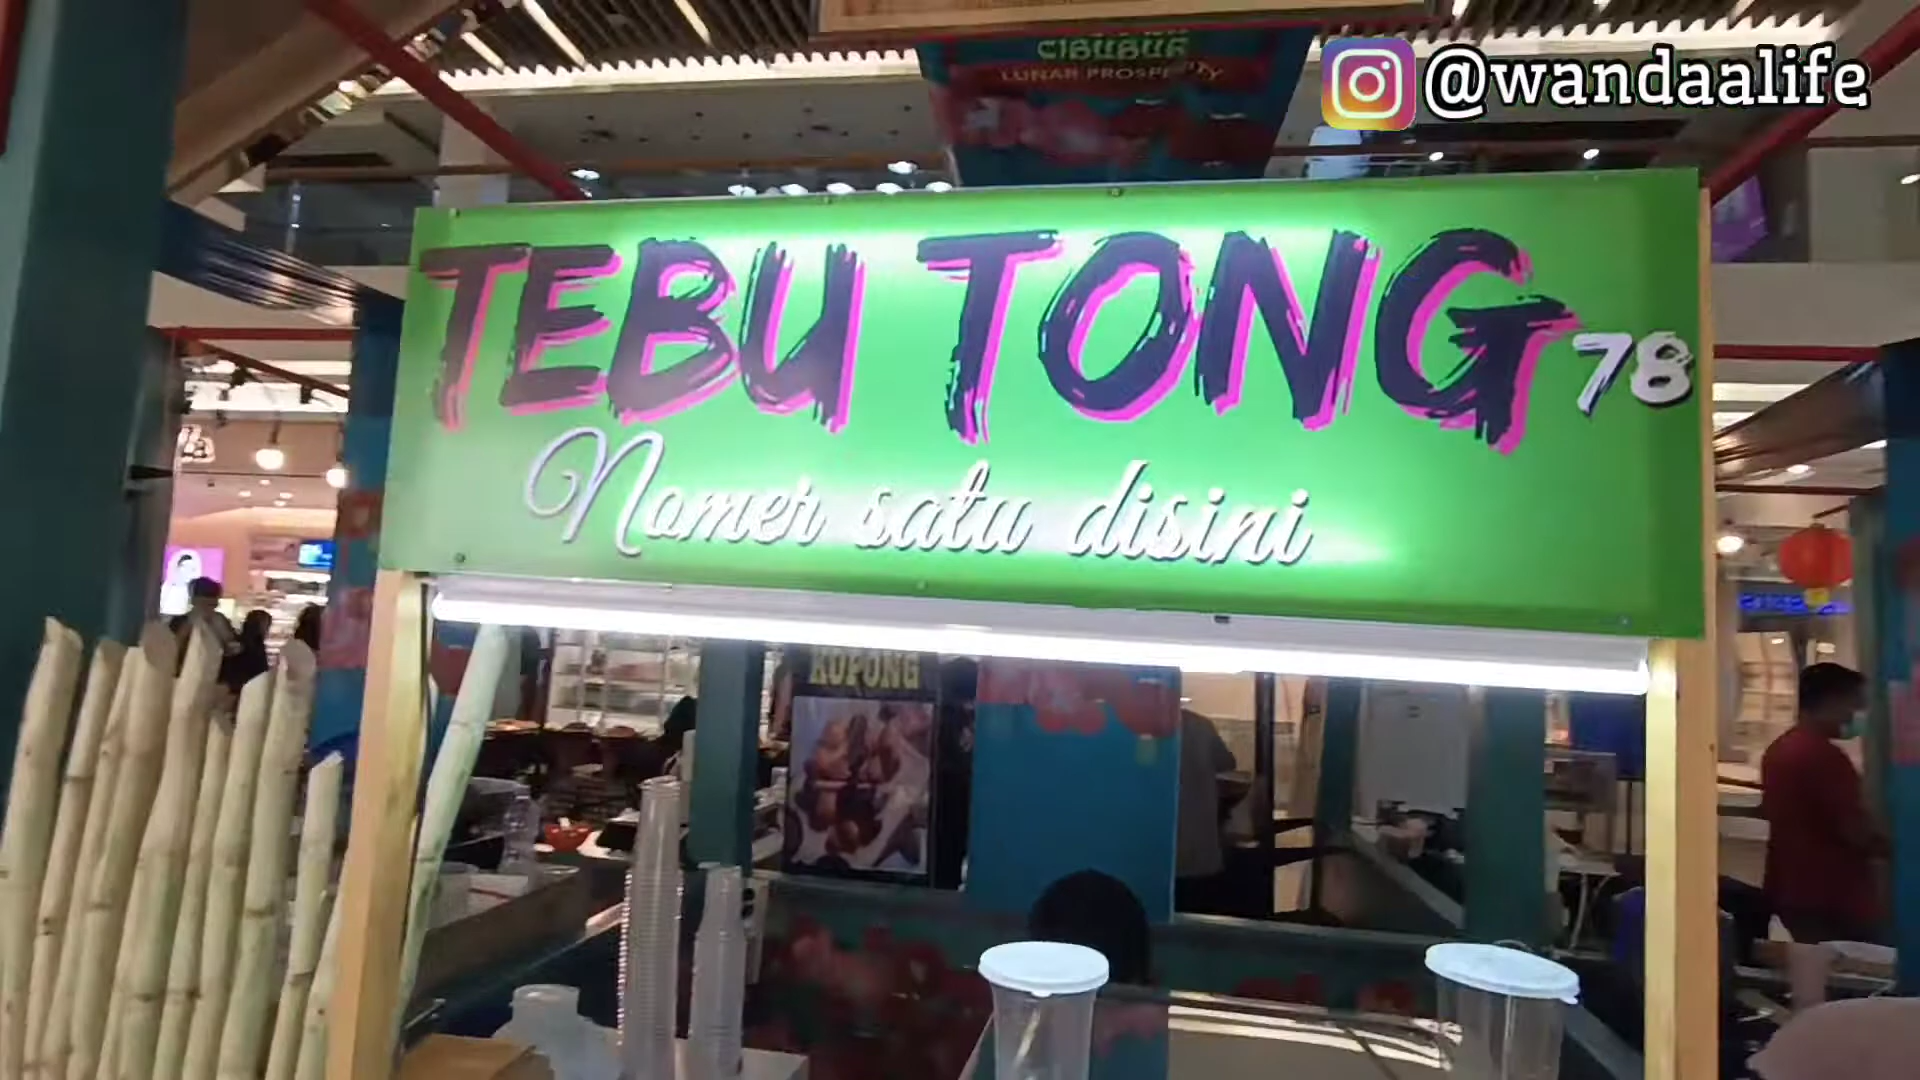 CIBUBUR
LUNAR PROSPERITY
@wandaalife
TEBU TONG 78
Nomer satu disini
KUPONG